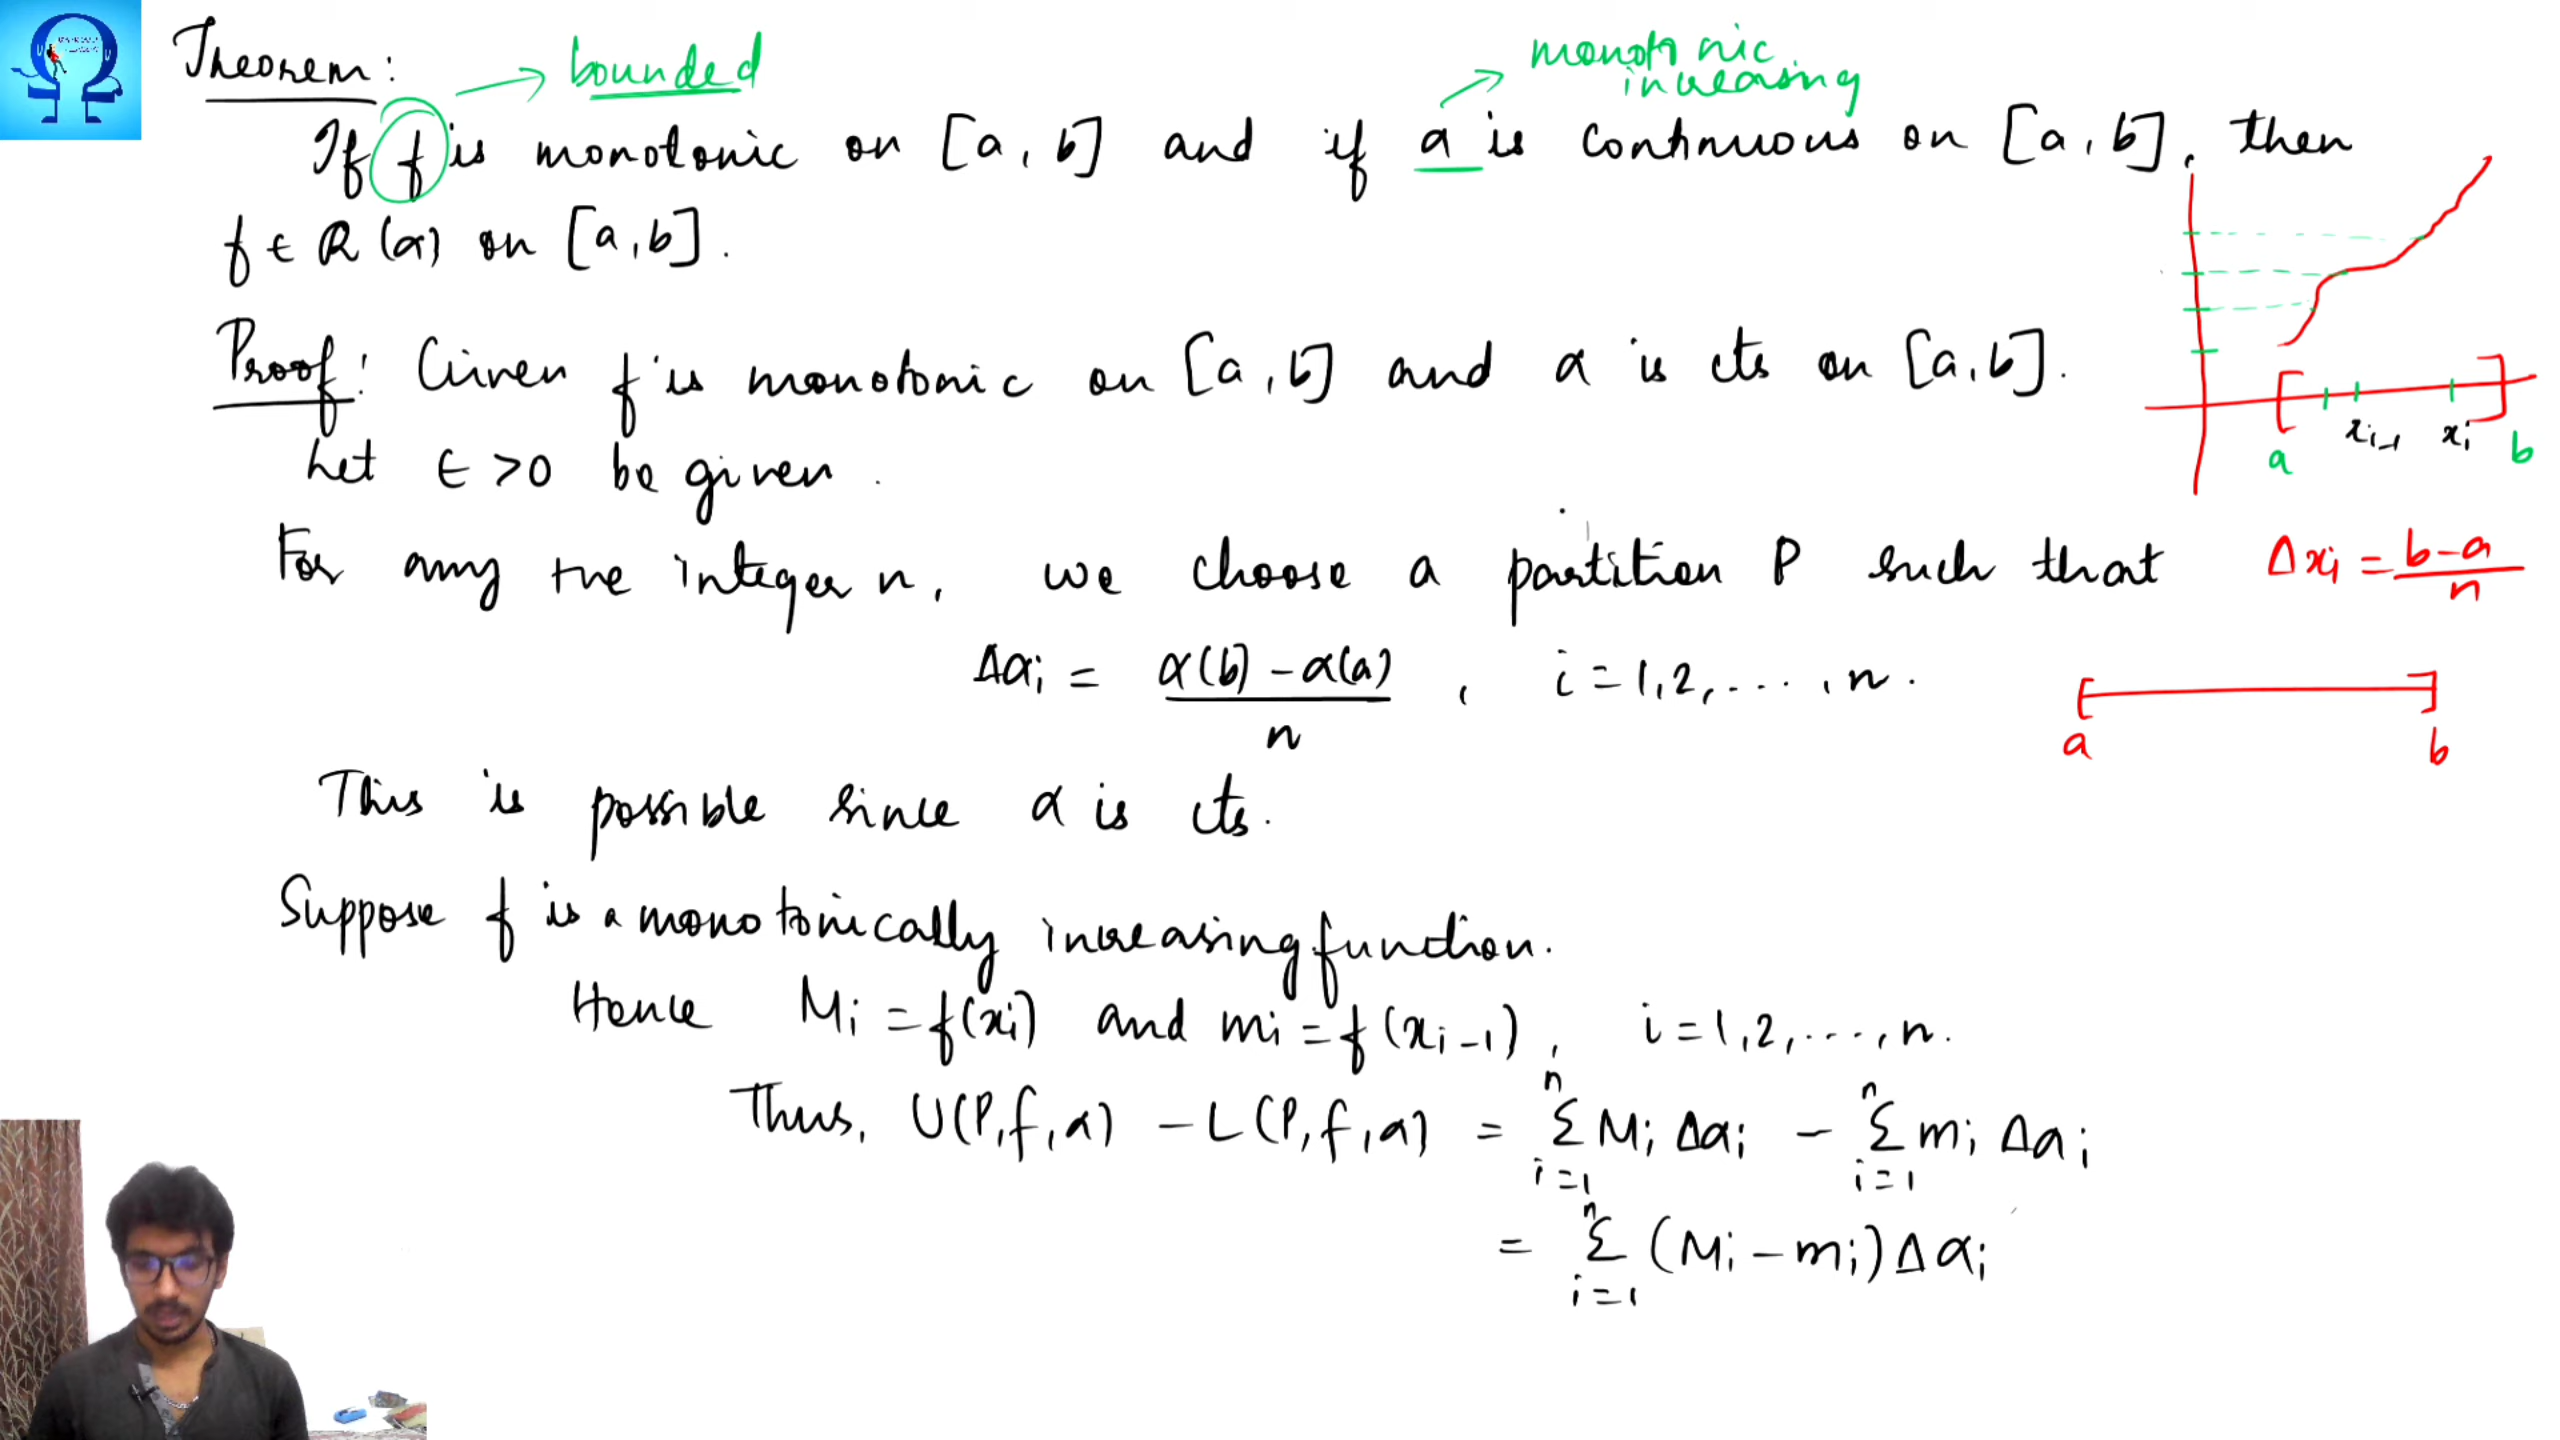 Theorem:
bounded
monotonic
increasing
If f is monotonic on [a, b] and if α is continuous on [a, b], then
f ∈ R(α) on [a, b].
Proof: Given f is monotonic on [a, b] and α is cts on [a, b].
xi-1 xi
a b
Let ε > 0 be given.
For any +ve integer n, we choose a partition P such that
Δxi = b-a / n
Δαi = α(b) - α(a) / n , i = 1, 2, ...., n.
a b
This is possible since α is cts.
Suppose f is a monotonically increasing function.
Hence Mi = f(xi) and mi = f(xi-1), i = 1, 2, ...., n.
Thus, U(P, f, α) - L(P, f, α) = n Σ i=1 Mi Δαi - n Σ i=1 mi Δαi
= n Σ i=1 (Mi - mi) Δαi